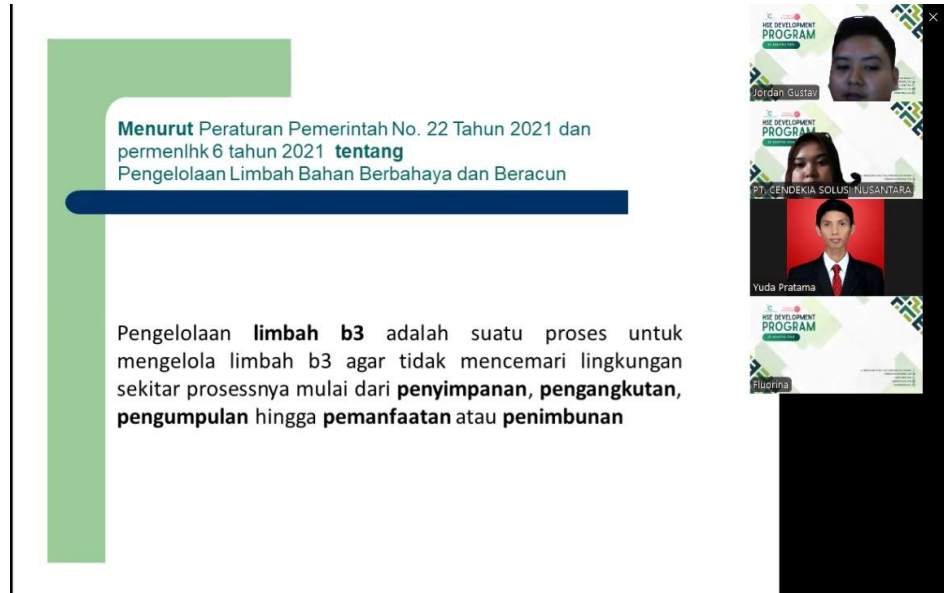 Menurut Peraturan Pemerintah No. 22 Tahun 2021 dan
permenlhk 6 tahun 2021 tentang
Pengelolaan Limbah Bahan Berbahaya dan Beracun
Pengelolaan limbah b3 adalah suatu proses untuk
mengelola limbah b3 agar tidak mencemari lingkungan
sekitar prosessnya mulai dari penyimpanan, pengangkutan,
pengumpulan hingga pemanfaatan atau penimbunan
HSE DEVELOPMENT
PROGRAM
Jordan Gustav
HSE DEVELOPMENT
PROGRAM
PT. CENDEKIA SOLUSI NUSANTARA
Yuda Pratama
HSE DEVELOPMENT
PROGRAM
Fluorina